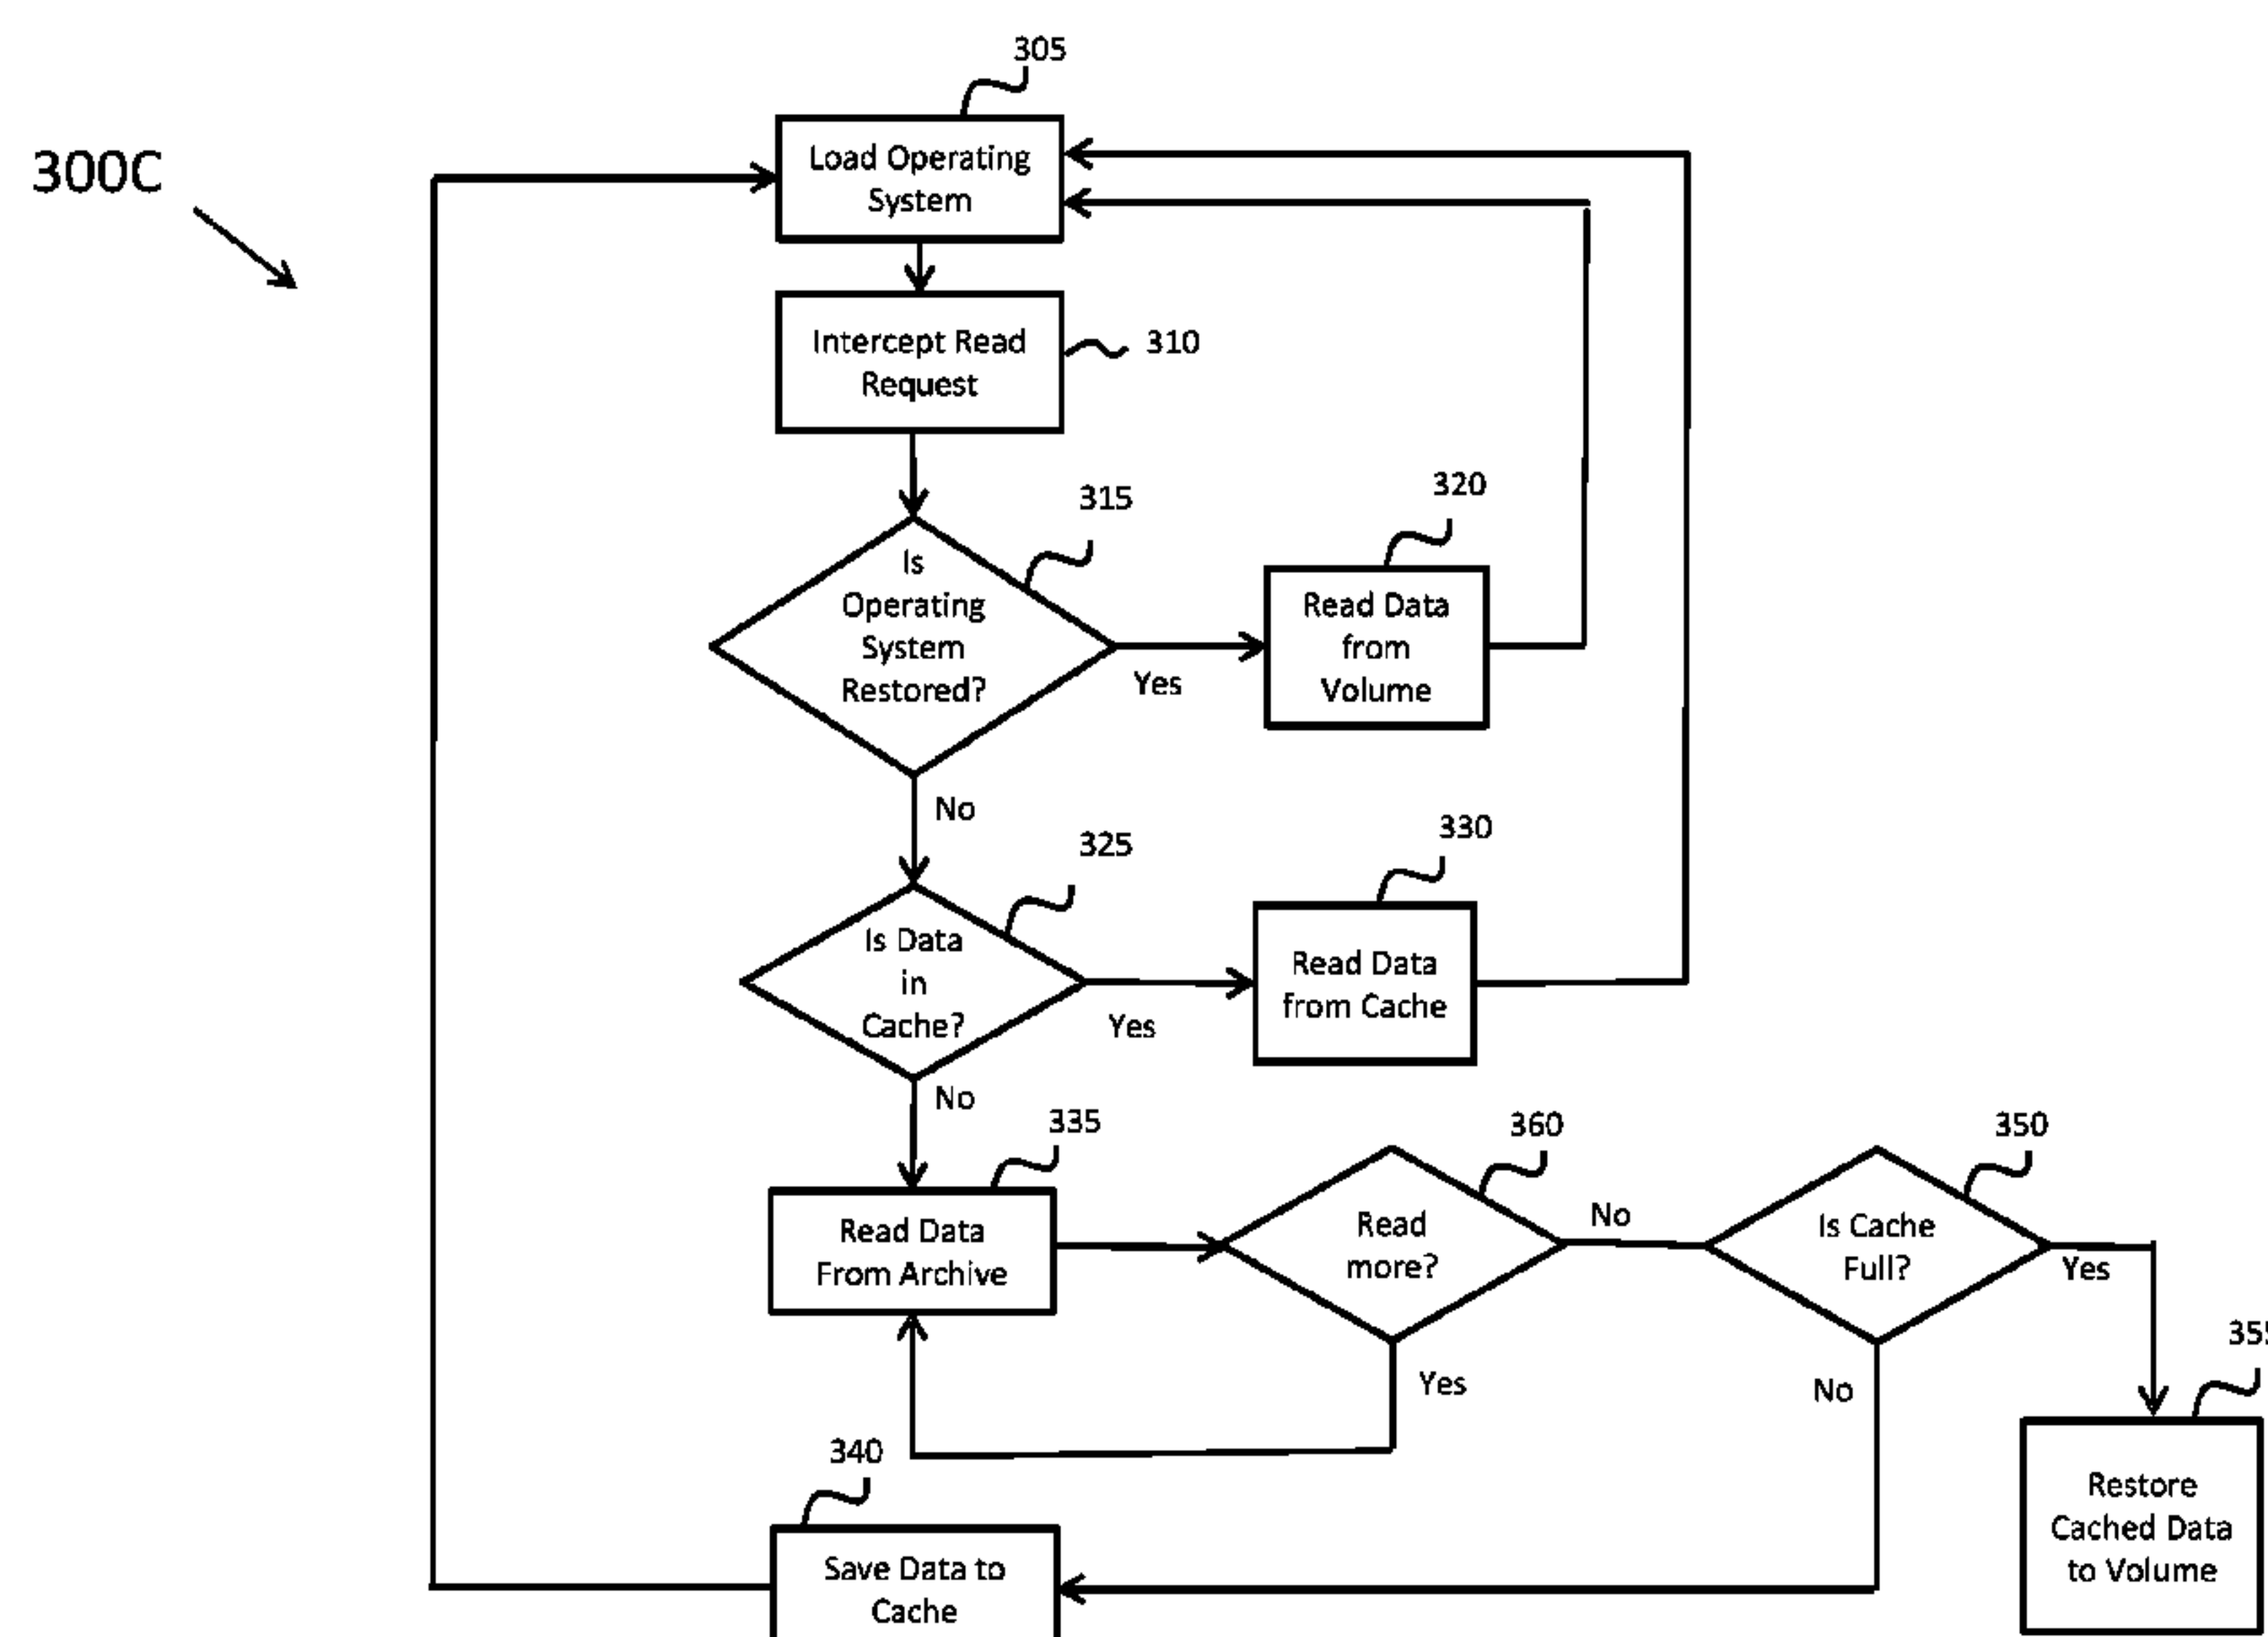 305
300C
Load Operating
System
Intercept Read
Request
310
315
320
Is
Operating
System
Restored?
Yes
Read Data
from
Volume
No
325
330
Is Data
in
Cache?
Yes
Read Data
from Cache
No
335
360
350
Read Data
From Archive
Read
more?
No
Is Cache
Full?
Yes
355
Yes
No
340
Save Data to
Cache
Restore
Cached Data
to Volume